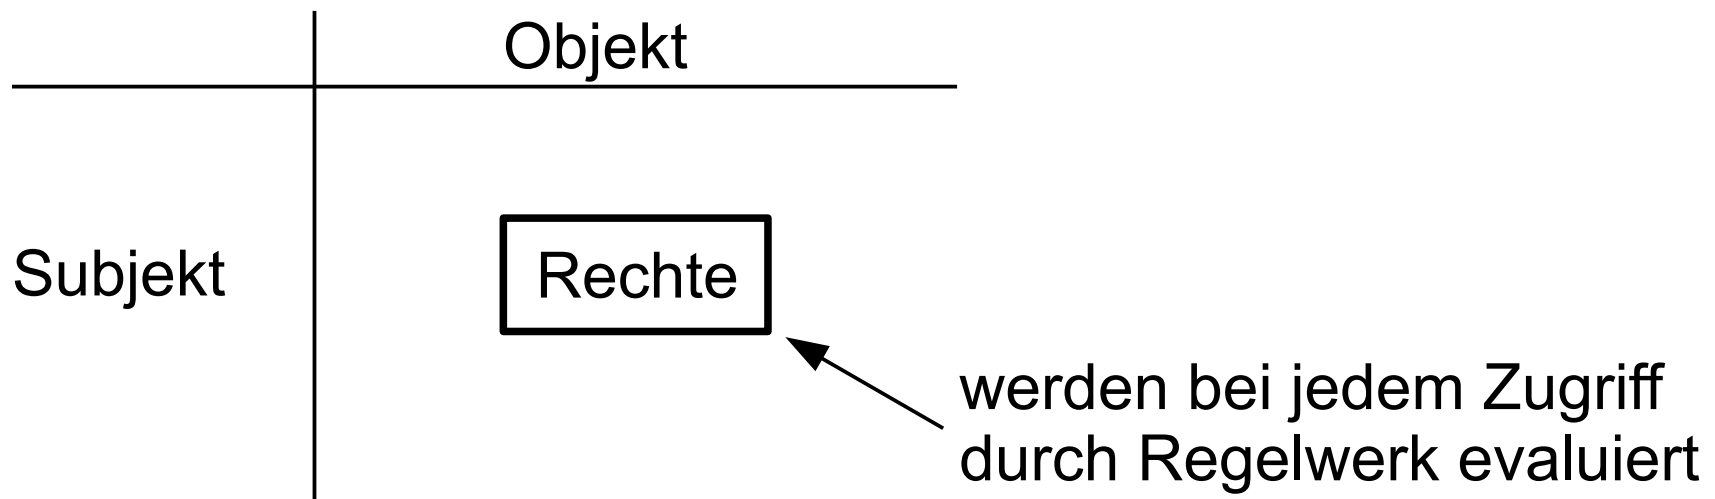 Objekt
Subjekt
Rechte
werden bei jedem Zugriff
durch Regelwerk evaluiert